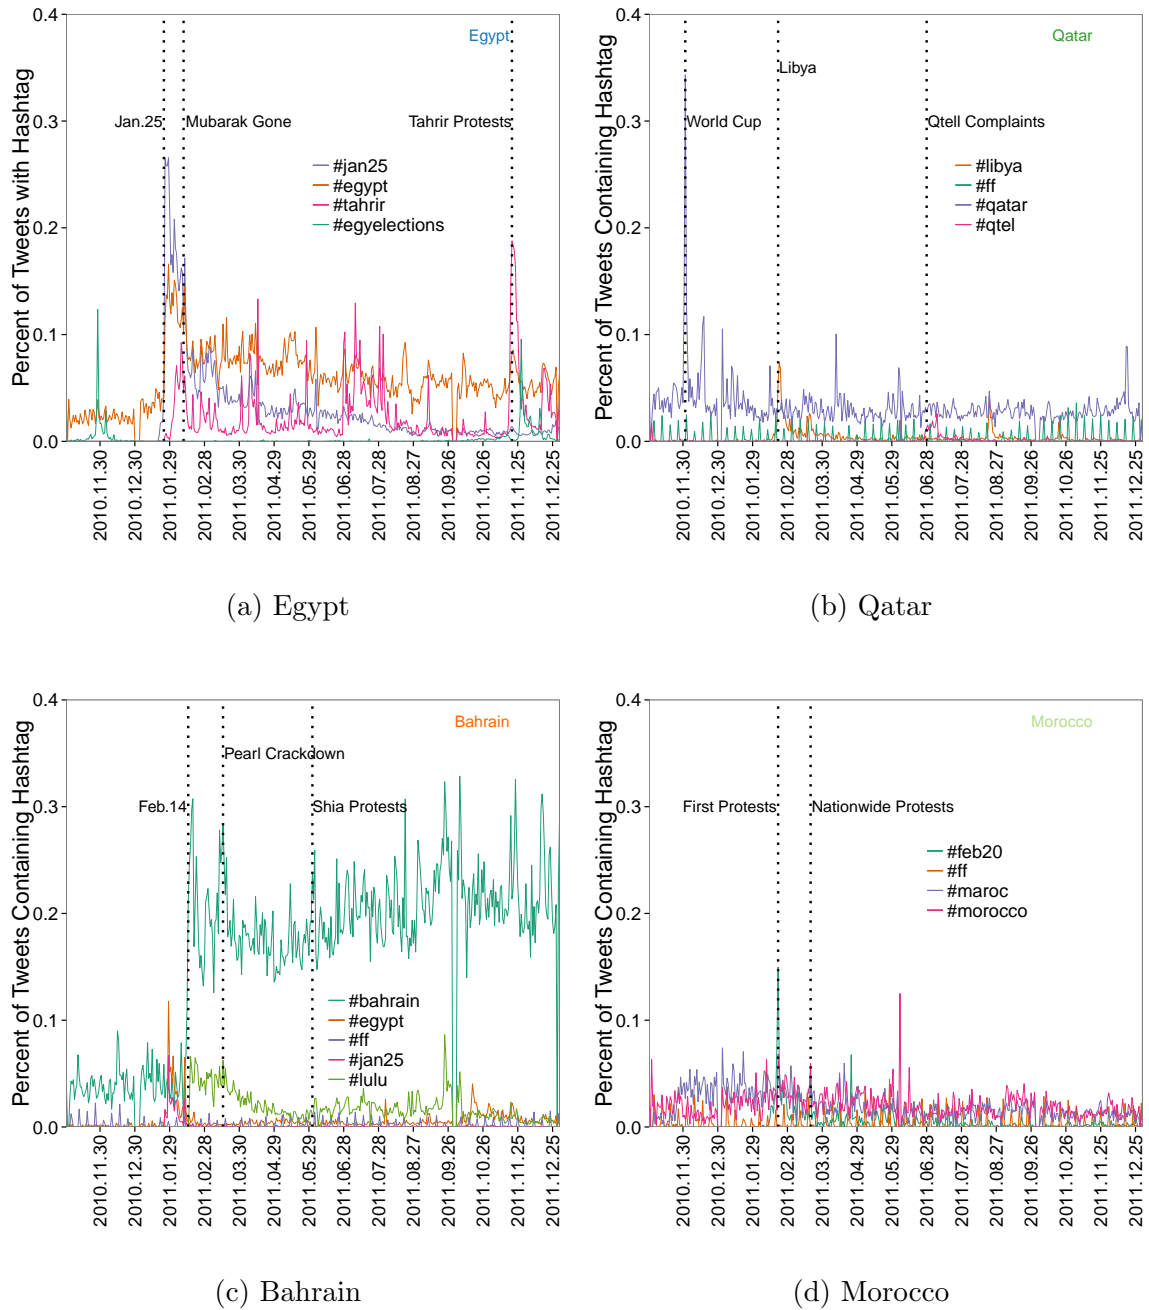 Percent of Tweets with Hashtag
0.4
0.3
0.2
0.1
0.0
Egypt
Jan.25
Mubarak Gone
Tahrir Protests
#jan25
#egypt
#tahrir
#egyelections
2010.11.30
2010.12.30
2011.01.29
2011.02.28
2011.03.30
2011.04.29
2011.05.29
2011.06.28
2011.07.28
2011.08.27
2011.09.26
2011.10.26
2011.11.25
2011.12.25
(a) Egypt
Percent of Tweets Containing Hashtag
0.4
0.3
0.2
0.1
0.0
Qatar
Libya
World Cup
Qtell Complaints
#libya
#ff
#qatar
#qtel
2010.11.30
2010.12.30
2011.01.29
2011.02.28
2011.03.30
2011.04.29
2011.05.29
2011.06.28
2011.07.28
2011.08.27
2011.09.26
2011.10.26
2011.11.25
2011.12.25
(b) Qatar
Percent of Tweets Containing Hashtag
0.4
0.3
0.2
0.1
0.0
Bahrain
Pearl Crackdown
Feb.14
Shia Protests
#bahrain
#egypt
#ff
#jan25
#lulu
2010.11.30
2010.12.30
2011.01.29
2011.02.28
2011.03.30
2011.04.29
2011.05.29
2011.06.28
2011.07.28
2011.08.27
2011.09.26
2011.10.26
2011.11.25
2011.12.25
(c) Bahrain
Percent of Tweets Containing Hashtag
0.4
0.3
0.2
0.1
0.0
Morocco
First Protests
Nationwide Protests
#feb20
#ff
#maroc
#morocco
2010.11.30
2010.12.30
2011.01.29
2011.02.28
2011.03.30
2011.04.29
2011.05.29
2011.06.28
2011.07.28
2011.08.27
2011.09.26
2011.10.26
2011.11.25
2011.12.25
(d) Morocco